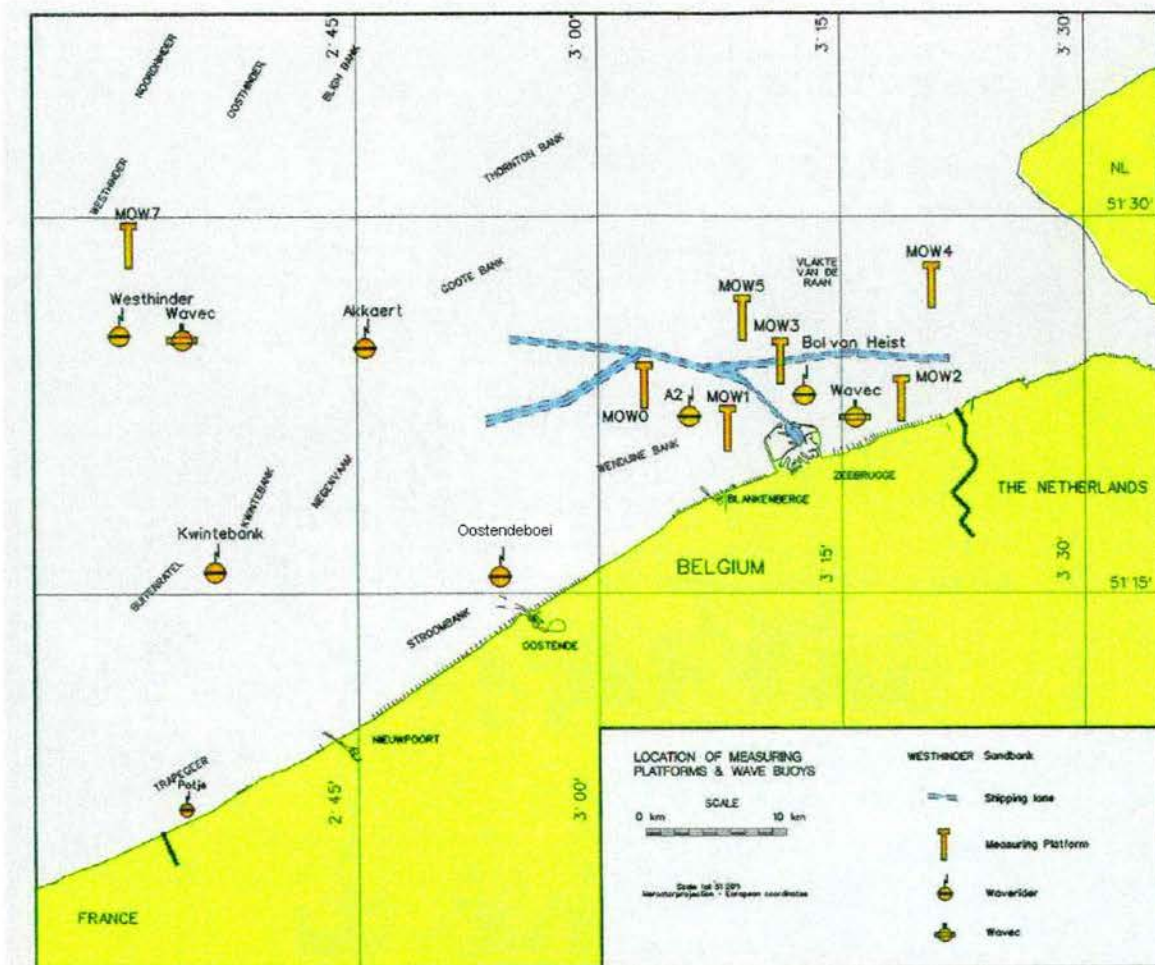 2° 45'
3° 00'
3° 15'
3° 30'
NOORDHINDER
OOSTHINDER
BLIGH BANK
THORNTON BANK
WESTHINDER
NL
51° 30'
MOW7
GOOTE BANK
VLAKTE
VAN DE
RAAN
MOW4
MOW5
Westhinder
Wavec
Akkaert
MOW3
Bol van Heist
MOW0
A2
MOW1
Wavec
MOW2
WENDUINE BANK
ZEEBRUGGE
BLANKENBERGE
THE NETHERLANDS
KWINTEBANK
NEGENVAAM
Kwintebank
Oostendeboei
BELGIUM
3° 15'
3° 30'
BUITENRATEL
51° 15'
STROOMBANK
OOSTENDE
NIEUWPOORT
TRAPEGEER
Potje
2° 45'
3° 00'
FRANCE
LOCATION OF MEASURING
PLATFORMS & WAVE BUOYS
SCALE
0 km 10 km
Mercatorprojection - European coordinates
WESTHINDER Sandbank
Shipping lane
Measuring Platform
Waverider
Wavec